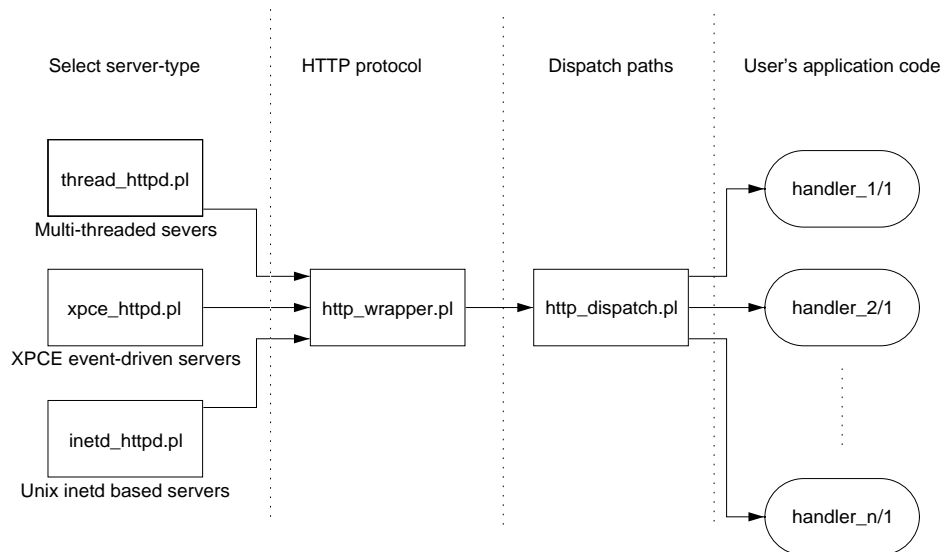 Select server-type
HTTP protocol
Dispatch paths
User's application code
thread_httpd.pl
Multi-threaded severs
xpce_httpd.pl
XPCE event-driven servers
inetd_httpd.pl
Unix inetd based servers
http_wrapper.pl
http_dispatch.pl
handler_1/1
handler_2/1
handler_n/1